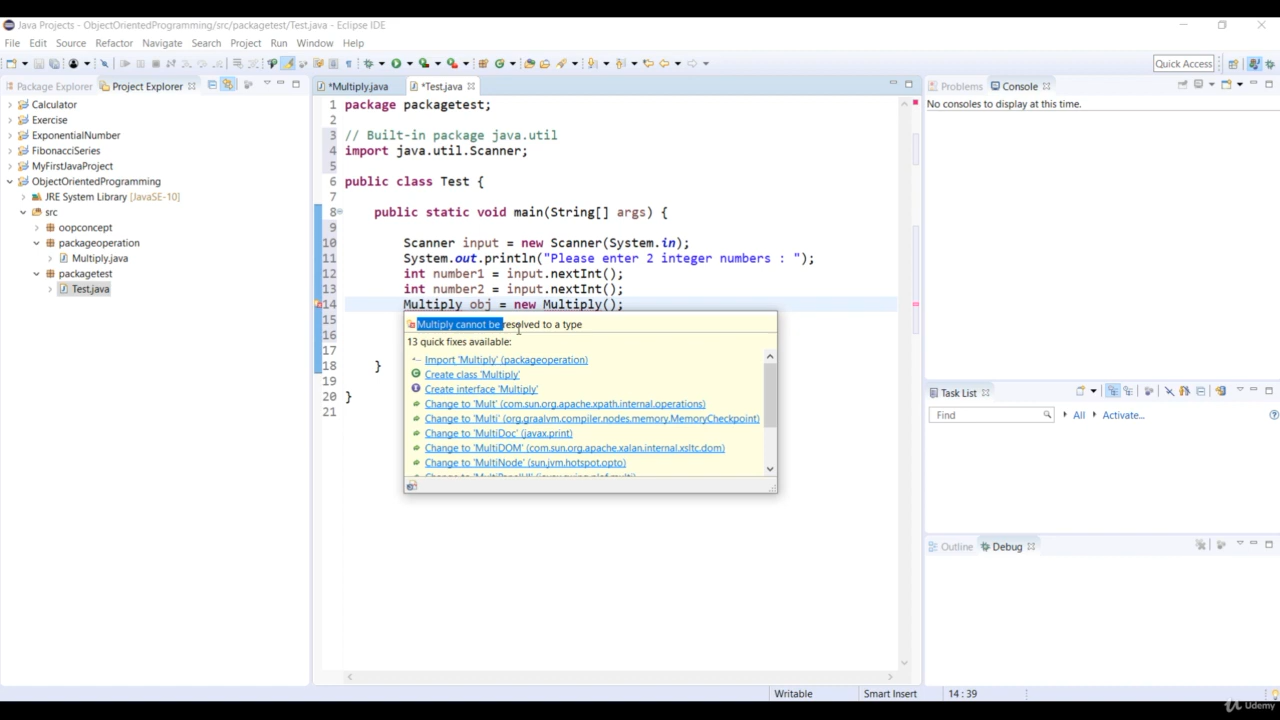 Java Projects - ObjectOrientedProgramming/src/packagetest/Test.java - Eclipse IDE
File Edit Source Refactor Navigate Search Project Run Window Help
Quick Access
Package Explorer Project Explorer
*Multiply.java *Test.java
Problems Console
No consoles to display at this time.
Calculator
Exercise
ExponentialNumber
FibonacciSeries
MyFirstJavaProject
ObjectOrientedProgramming
JRE System Library [JavaSE-10]
src
oopconcept
packageoperation
Multiply.java
packagetest
Test.java
1 package packagetest;
2
3 // Built-in package java.util
4 import java.util.Scanner;
5
6 public class Test {
7
8 public static void main(String[] args) {
9
10 Scanner input = new Scanner(System.in);
11 System.out.println("Please enter 2 integer numbers : ");
12 int number1 = input.nextInt();
13 int number2 = input.nextInt();
14 Multiply obj = new Multiply();
15
16
17
18 }
19
20 }
21
Multiply cannot be resolved to a type
13 quick fixes available:
Import 'Multiply' (packageoperation)
Create class 'Multiply'
Create interface 'Multiply'
Change to 'Mult' (com.sun.org.apache.xpath.internal.operations)
Change to 'Multi' (org.graalvm.compiler.nodes.memory.MemoryCheckpoint)
Change to 'MultiDoc' (javax.print)
Change to 'MultiDOM' (com.sun.org.apache.xalan.internal.xsltc.dom)
Change to 'MultiNode' (sun.jvm.hotspot.opto)
Task List
Find All Activate...
Outline Debug
Writable Smart Insert 14 : 39
Udemy